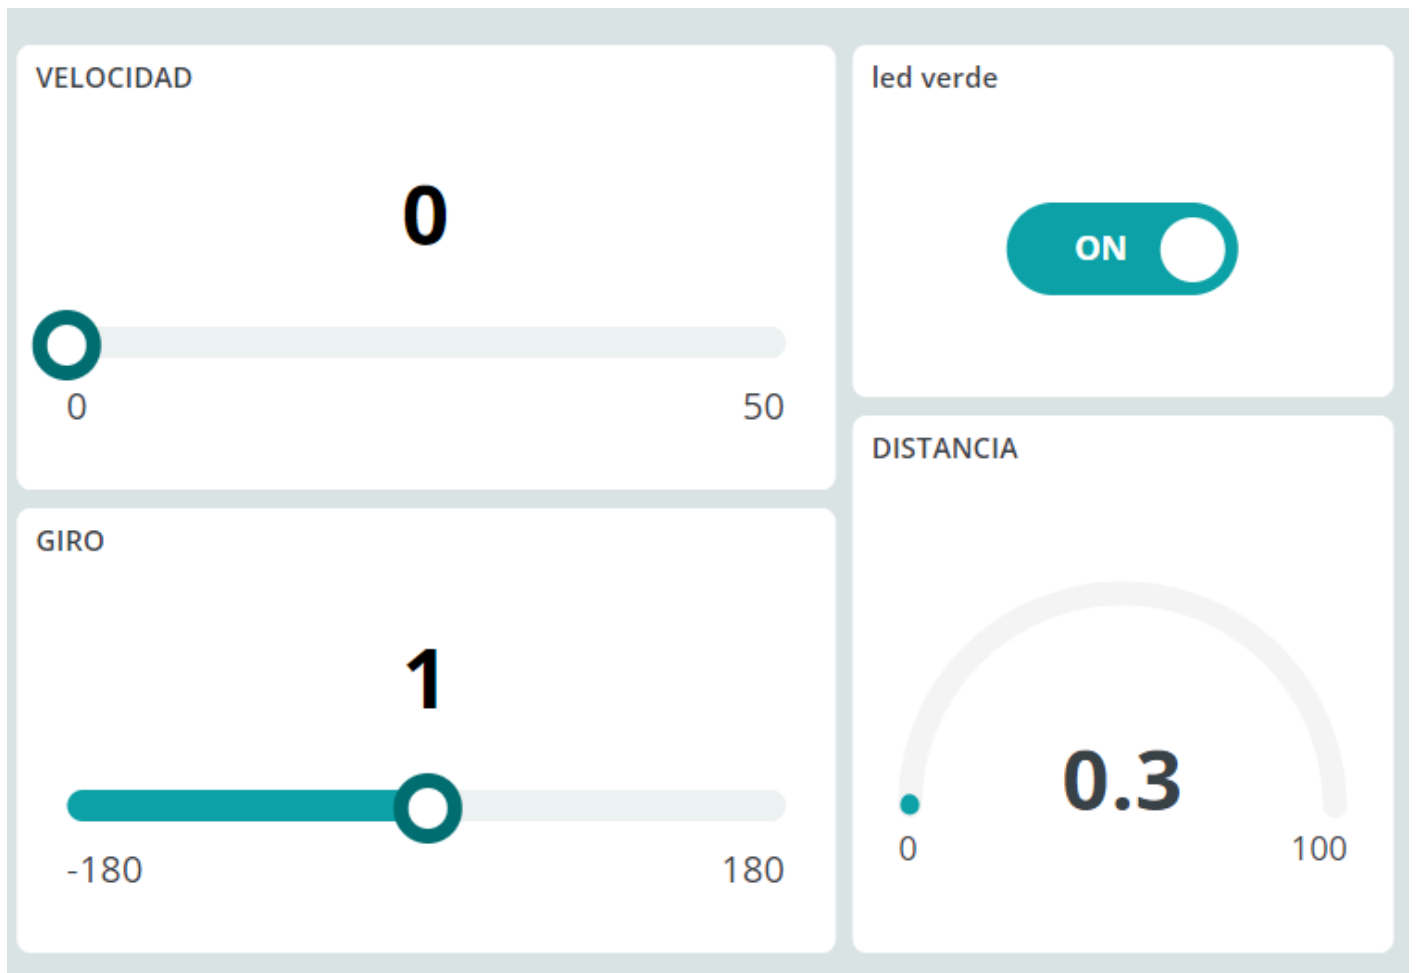 VELOCIDAD
0
0 50
led verde
ON
GIRO
1
-180 180
DISTANCIA
0.3
0 100